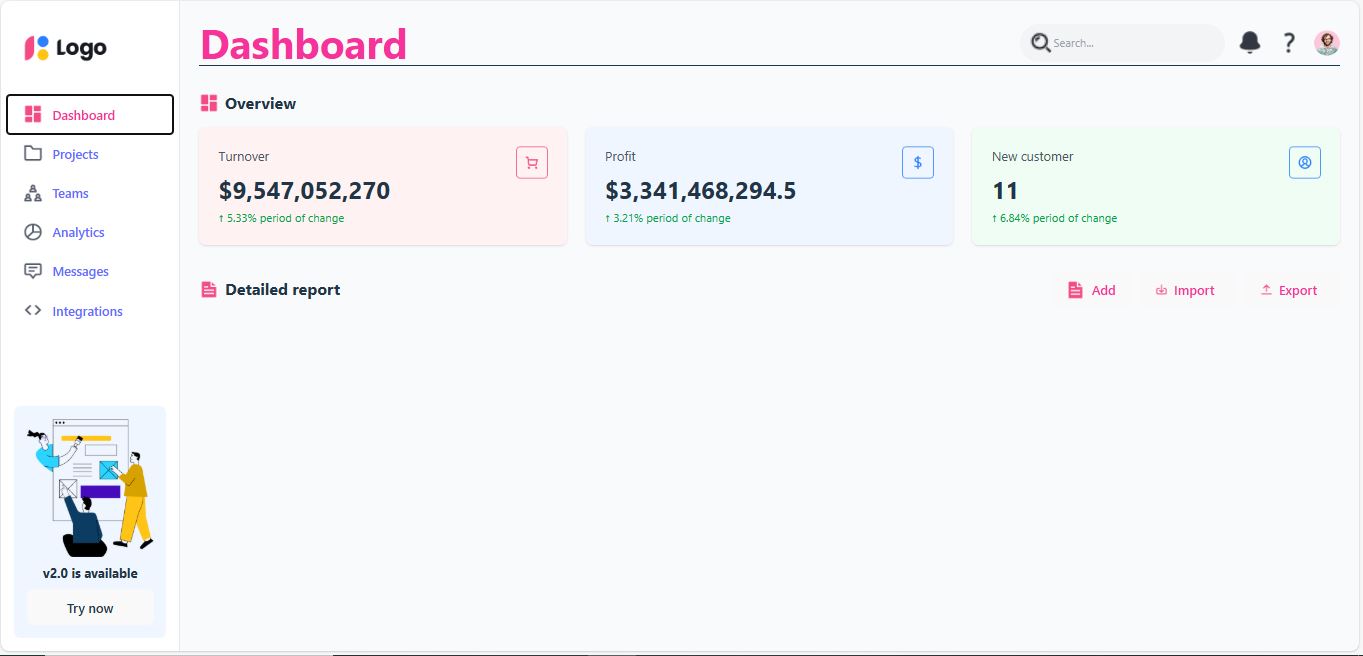 Logo
Dashboard
Projects
Teams
Analytics
Messages
Integrations
v2.0 is available
Try now
Dashboard
Search...
?
Overview
Turnover
$9,547,052,270
↑ 5.33% period of change
Profit
$
$3,341,468,294.5
↑ 3.21% period of change
New customer
11
↑ 6.84% period of change
Detailed report
Add
Import
Export